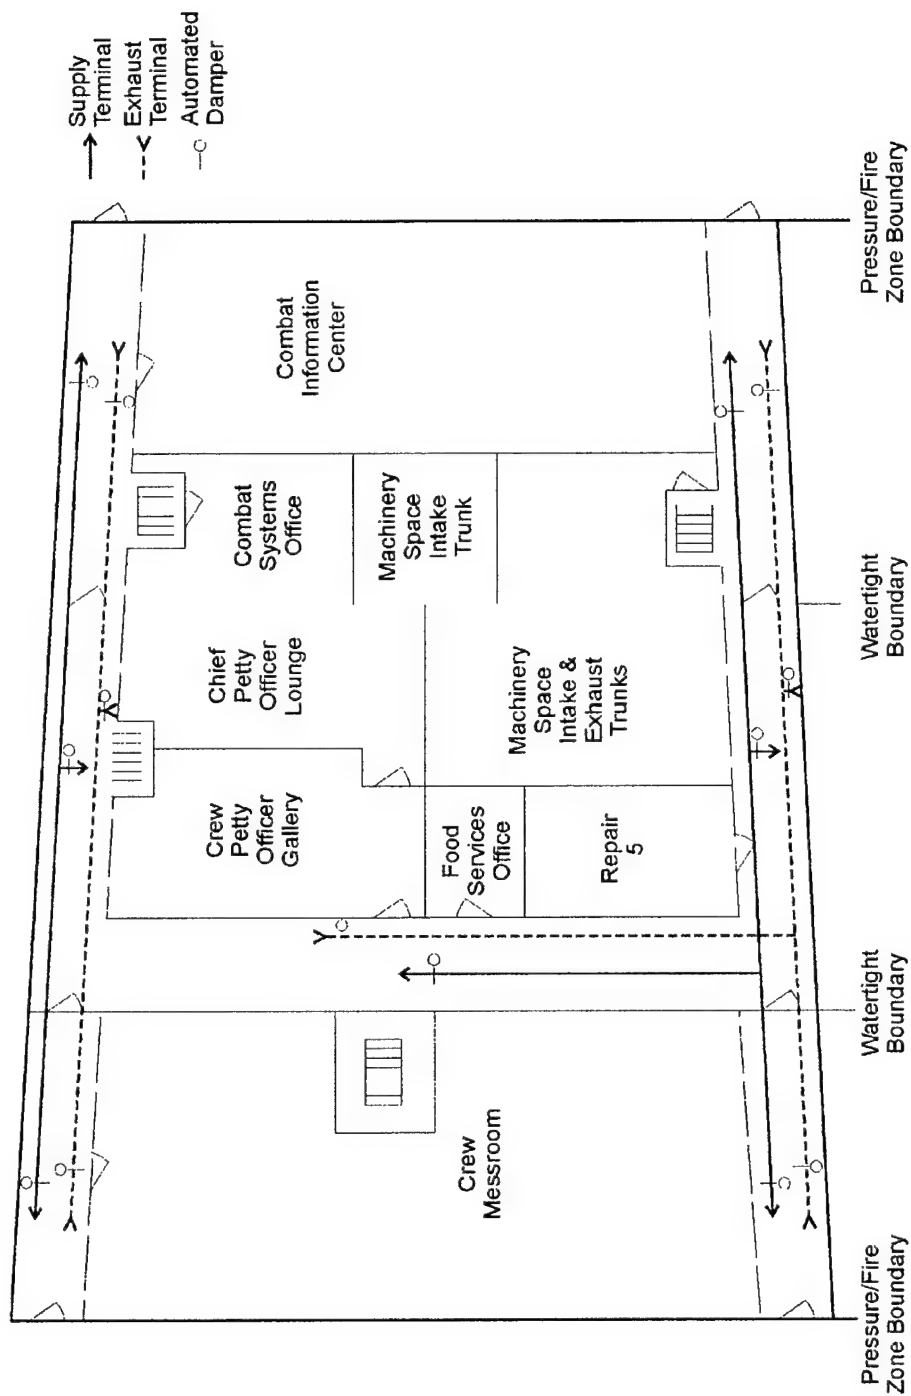 Supply
Terminal
Exhaust
Terminal
Automated
Damper
Combat
Information
Center
Combat
Systems
Office
Machinery
Space
Intake
Trunk
Chief
Petty
Officer
Lounge
Machinery
Space
Intake &
Exhaust
Trunks
Crew
Petty
Officer
Gallery
Food
Services
Office
Repair
5
Crew
Messroom
Pressure/Fire
Zone Boundary
Watertight
Boundary
Watertight
Boundary
Pressure/Fire
Zone Boundary